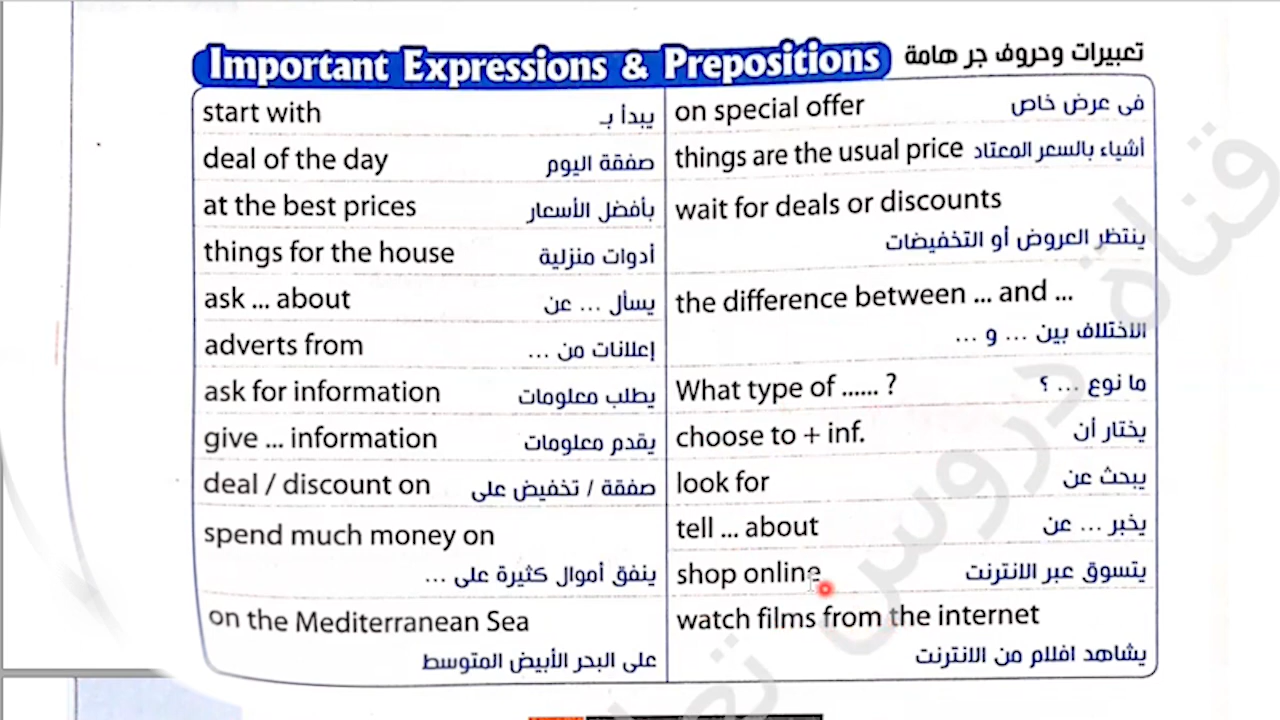 Important Expressions & Prepositions تعبيرات وحروف جر هامة
start with يبدأ بـ
deal of the day صفقة اليوم
at the best prices بأفضل الأسعار
things for the house أدوات منزلية
ask ... about يسأل ... عن
adverts from إعلانات من ...
ask for information يطلب معلومات
give ... information يقدم معلومات
deal / discount on صفقة / تخفيض على
spend much money on
ينفق أموال كثيرة على ...
on the Mediterranean Sea
على البحر الأبيض المتوسط
on special offer فى عرض خاص
things are the usual price أشياء بالسعر المعتاد
wait for deals or discounts
ينتظر العروض أو التخفيضات
the difference between ... and ...
الاختلاف بين ... و ...
What type of ...... ? ما نوع ... ؟
choose to + inf. يختار أن
look for يبحث عن
tell ... about يخبر ... عن
shop online يتسوق عبر الانترنت
watch films from the internet
يشاهد افلام من الانترنت
قناة دروس